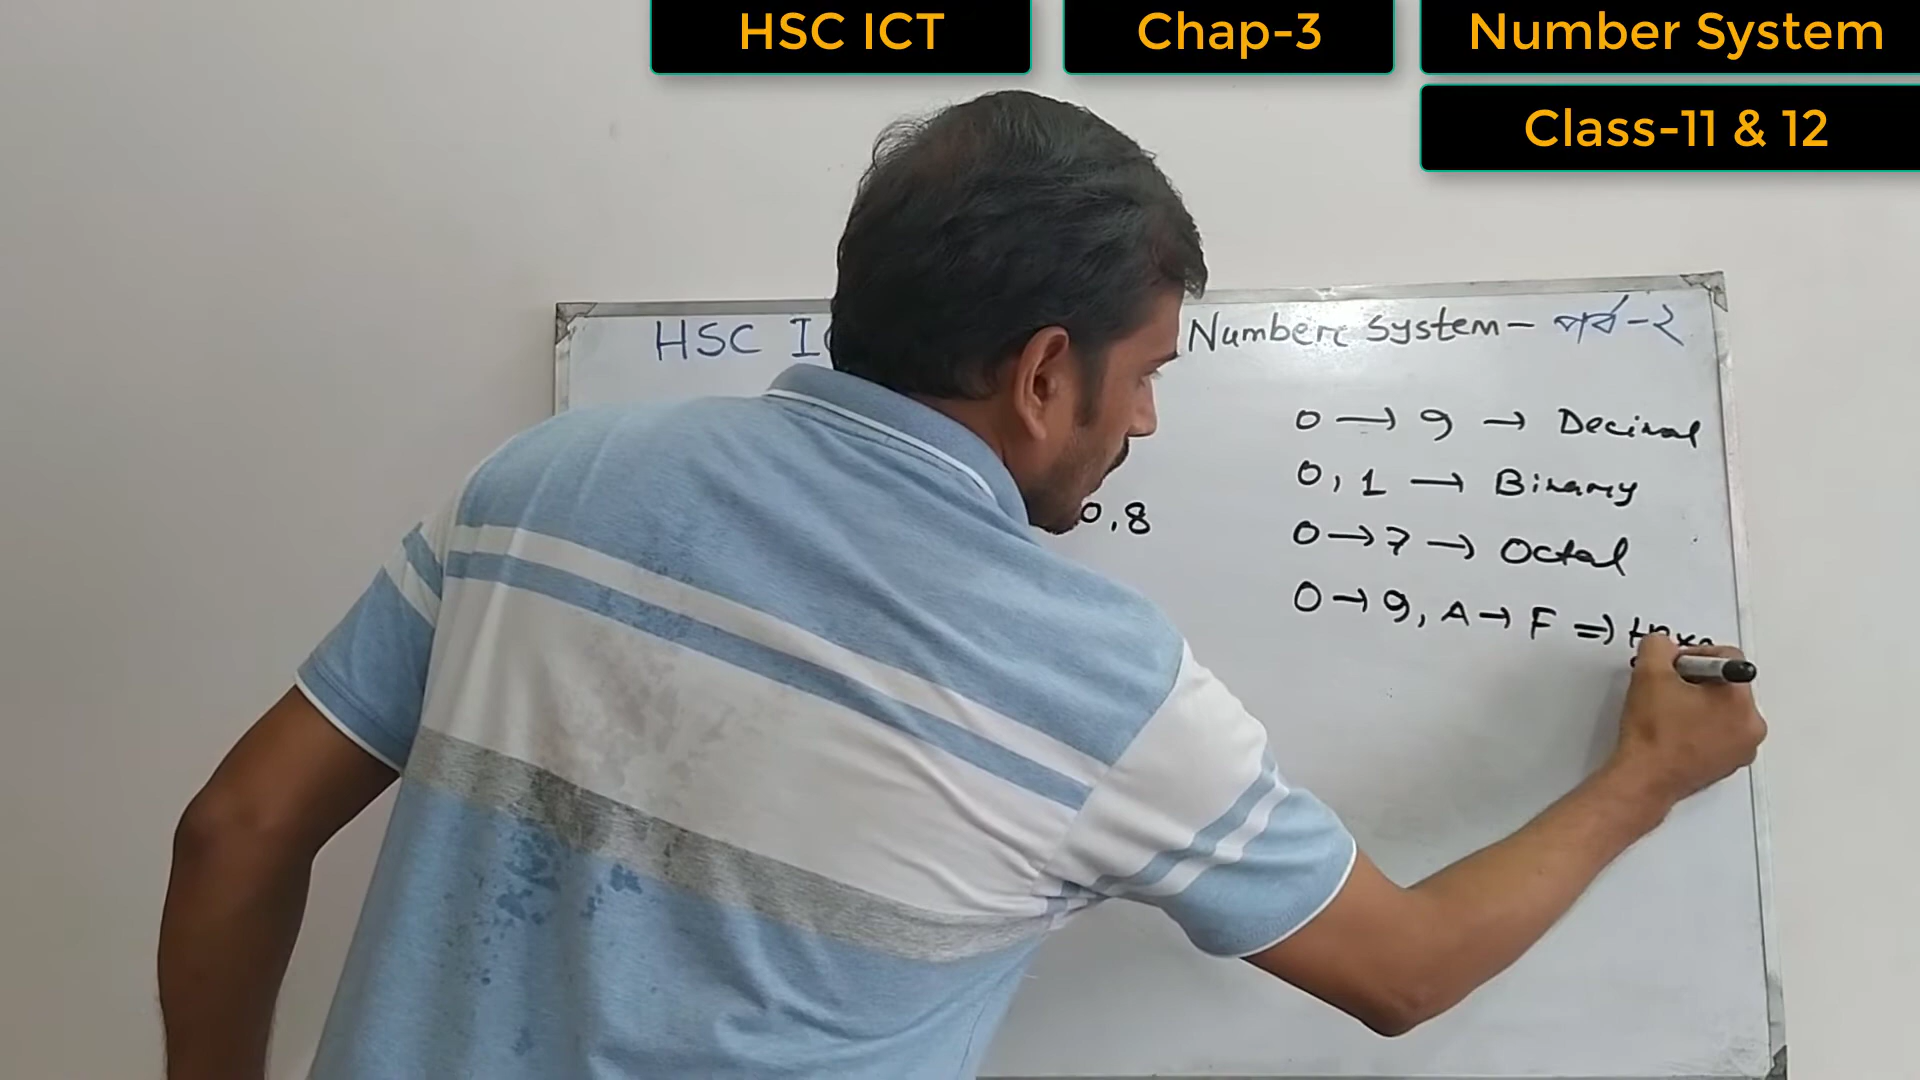 HSC ICT Chap-3 Number System
Class-11 & 12
HSC I Number System - পর্ব-২
0 → 9 → Decimal
0, 1 → Binary
0,8
0 → 7 → Octal
0 → 9, A → F ⇒ Hexa